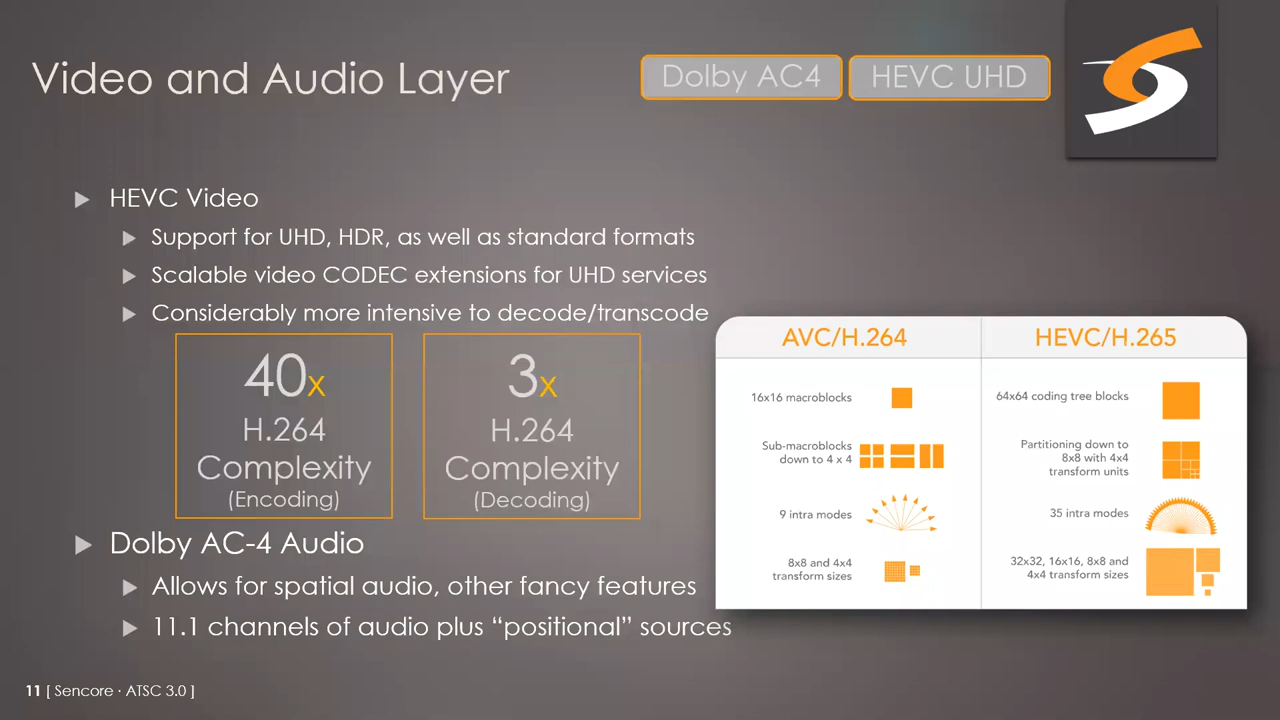 Video and Audio Layer
Dolby AC4
HEVC UHD
HEVC Video
Support for UHD, HDR, as well as standard formats
Scalable video CODEC extensions for UHD services
Considerably more intensive to decode/transcode
40x
H.264
Complexity
(Encoding)
3x
H.264
Complexity
(Decoding)
Dolby AC-4 Audio
Allows for spatial audio, other fancy features
11.1 channels of audio plus “positional” sources
AVC/H.264
16x16 macroblocks
Sub-macroblocks
down to 4 x 4
9 intra modes
8x8 and 4x4
transform sizes
HEVC/H.265
64x64 coding tree blocks
Partitioning down to
8x8 with 4x4
transform units
35 intra modes
32x32, 16x16, 8x8 and
4x4 transform sizes
11 [ Sencore · ATSC 3.0 ]